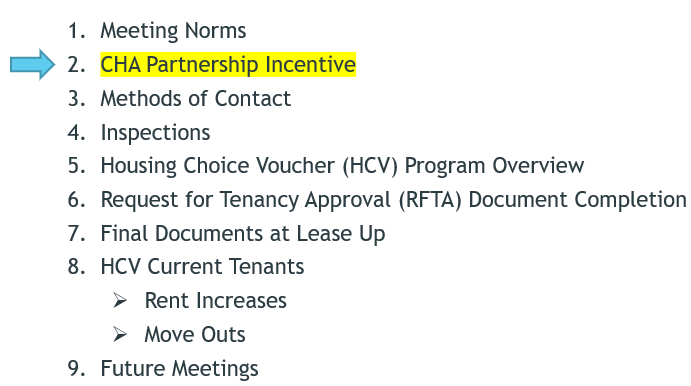 1. Meeting Norms
2. CHA Partnership Incentive
3. Methods of Contact
4. Inspections
5. Housing Choice Voucher (HCV) Program Overview
6. Request for Tenancy Approval (RFTA) Document Completion
7. Final Documents at Lease Up
8. HCV Current Tenants
➢ Rent Increases
➢ Move Outs
9. Future Meetings